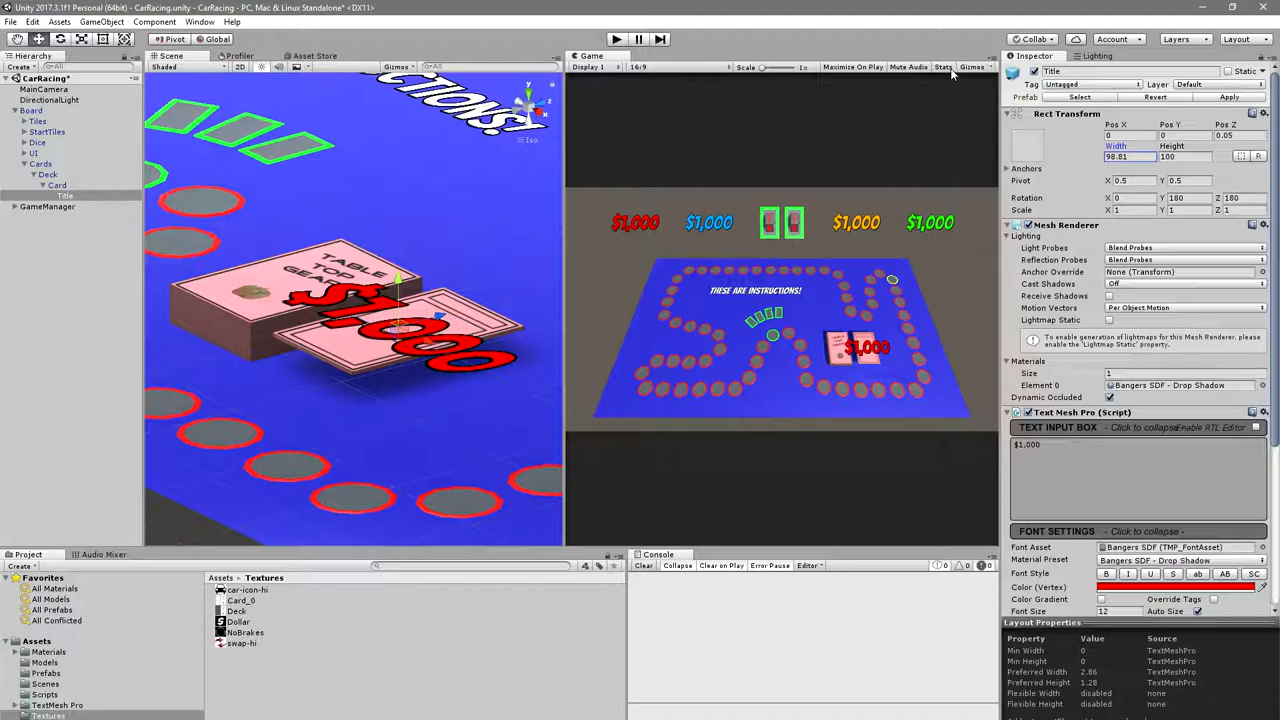 Unity 2017.3.1f1 Personal (64bit) - CarRacing.unity - CarRacing - PC, Mac & Linux Standalone* <DX11>
File Edit Assets GameObject Component Window Help
Pivot Global Collab Account Layers Layout
Hierarchy Scene Profiler Asset Store Game Inspector Lighting
Create All Shaded 2D Gizmos All Display 1 16:9 Scale 1x Maximize On Play Mute Audio Stats Gizmos
CarRacing*
MainCamera
DirectionalLight
Board
Tiles
StartTiles
Dice
UI
Cards
Deck
Card
Title
GameManager
CTIONS!
y
z
x
Iso
TABLE
TOP
GEA
$1,000
$1,000 $1,000 $1,000 $1,000
THESE ARE INSTRUCTIONS!
$1,000
Title Static
Tag Untagged Layer Default
Prefab Select Revert Apply
Rect Transform
Pos X Pos Y Pos Z
0 0 0.05
Width Height
98.81 100 R
Anchors
Pivot X 0.5 Y 0.5
Rotation X 0 Y 180 Z 180
Scale X 1 Y 1 Z 1
Mesh Renderer
Lighting
Light Probes Blend Probes
Reflection Probes Blend Probes
Anchor Override None (Transform)
Cast Shadows Off
Receive Shadows
Motion Vectors Per Object Motion
Lightmap Static
To enable generation of lightmaps for this Mesh Renderer, please
enable the 'Lightmap Static' property.
Materials
Size 1
Element 0 Bangers SDF - Drop Shadow
Dynamic Occluded
Text Mesh Pro (Script)
TEXT INPUT BOX - Click to collapse - Enable RTL Editor
$1,000
FONT SETTINGS - Click to collapse -
Font Asset Bangers SDF (TMP_FontAsset)
Material Preset Bangers SDF - Drop Shadow
Font Style B I U S ab AB SC
Color (Vertex)
Color Gradient Override Tags
Font Size 12 Auto Size
Layout Properties
Property Value Source
Min Width 0 TextMeshPro
Min Height 0 TextMeshPro
Preferred Width 2.86 TextMeshPro
Preferred Height 1.28 TextMeshPro
Flexible Width disabled none
Flexible Height disabled none
Project Audio Mixer
Create
Favorites
All Materials
All Models
All Prefabs
All Conflicted
Assets
Materials
Models
Prefabs
Scenes
Scripts
TextMesh Pro
Textures
Assets Textures
car-icon-hi
Card_0
Deck
Dollar
NoBrakes
swap-hi
Console
Clear Collapse Clear on Play Error Pause Editor 0 0 0